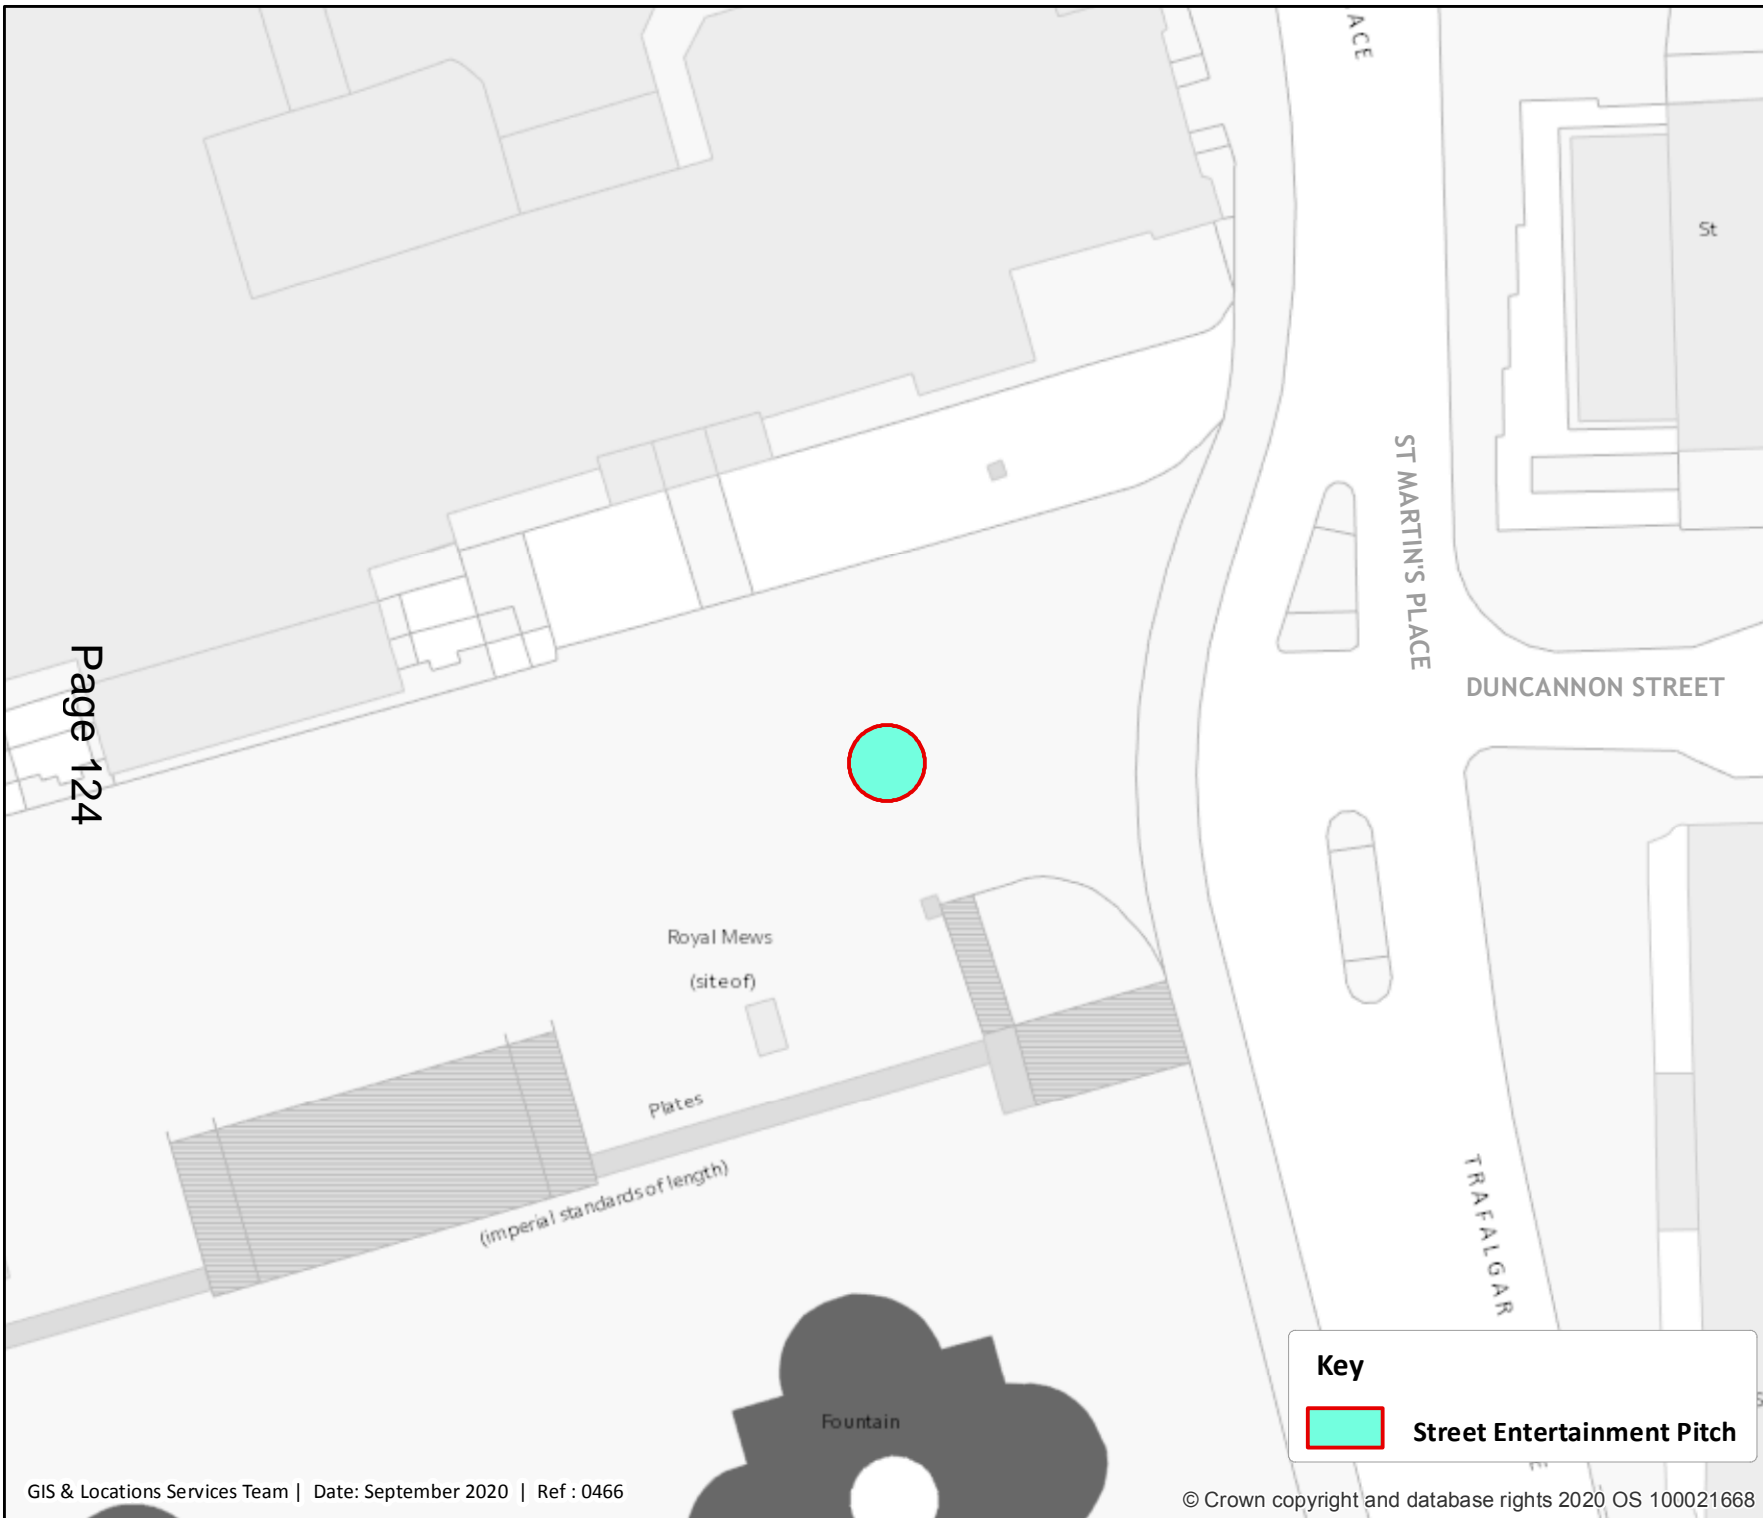 ACE
St
ST MARTIN'S PLACE
DUNCANNON STREET
Page 124
Royal Mews
(site of)
Plates
(imperial standards of length)
TRAFALGAR
Fountain
Key
Street Entertainment Pitch
GIS & Locations Services Team | Date: September 2020 | Ref : 0466
© Crown copyright and database rights 2020 OS 100021668